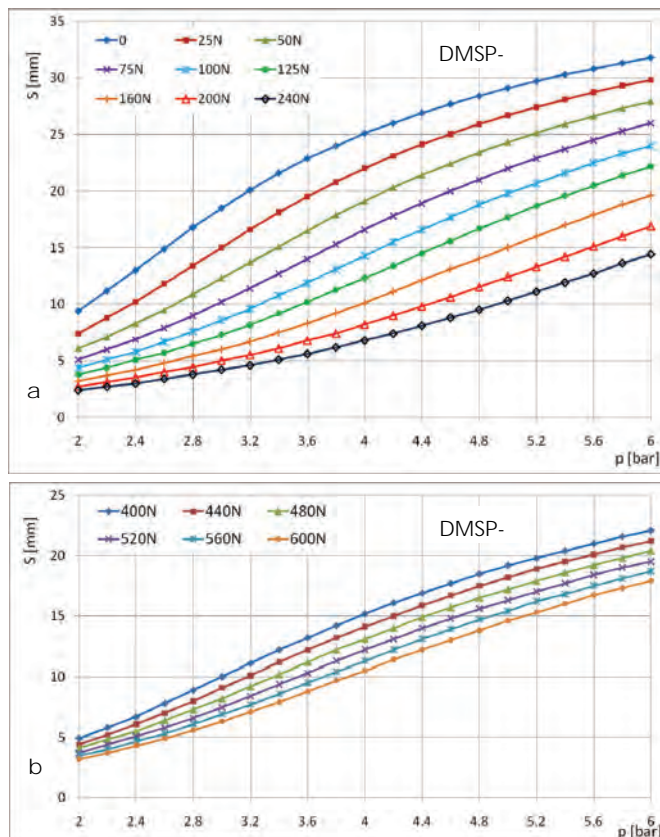 0 25N 50N
DMSP-
75N 100N 125N
160N 200N 240N
S [mm]
35
30
25
20
15
10
5
0
a
2 2.4 2.8 3.2 3.6 4 4.4 4.8 5.2 5.6 6
p [bar]
400N 440N 480N
DMSP-
520N 560N 600N
S [mm]
25
20
15
10
5
0
b
2 2.4 2.8 3.2 3.6 4 4.4 4.8 5.2 5.6 6
p [bar]